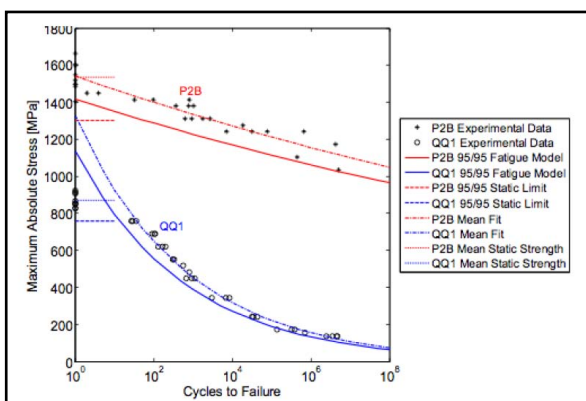 1800
1600
1400
1200
1000
800
600
400
200
0
Maximum Absolute Stress [MPa]
P2B
QQ1
10^0
10^2
10^4
10^6
10^8
Cycles to Failure
P2B Experimental Data
QQ1 Experimental Data
P2B 95/95 Fatigue Model
QQ1 95/95 Fatigue Model
P2B 95/95 Static Limit
QQ1 95/95 Static Limit
P2B Mean Fit
QQ1 Mean Fit
P2B Mean Static Strength
QQ1 Mean Static Strength